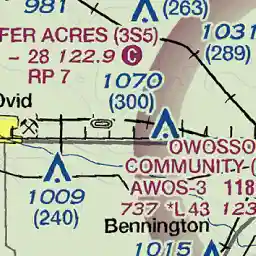 981
(263)
FER ACRES (3S5)
1031
(289)
- 28 122.9 C
RP 7
1070
(300)
Ovid
OWOSSO
COMMUNITY (
AWOS-3 118
1009
(240)
737 *L 43 123
Bennington
1015